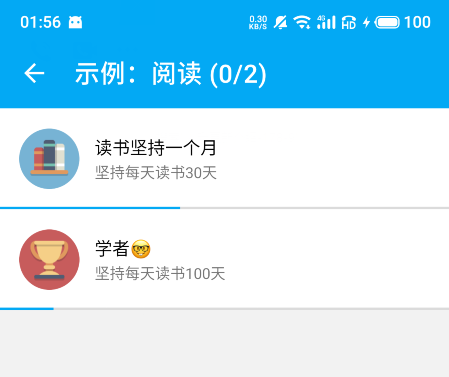 01:56
0.30 KB/S 4G HD 100
示例：阅读 (0/2)
读书坚持一个月
坚持每天读书30天
学者🤓
坚持每天读书100天